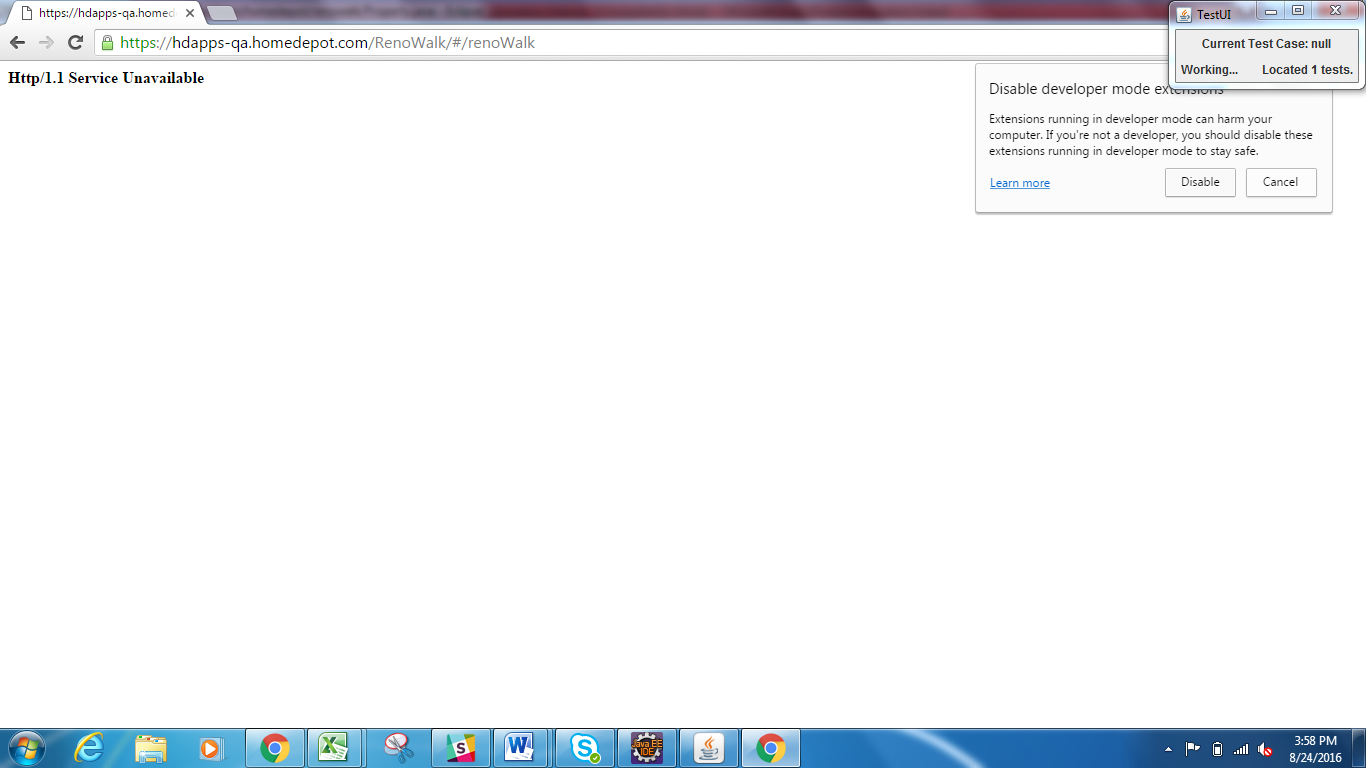 https://hdapps-qa.homed
TestUI
https://hdapps-qa.homedepot.com/RenoWalk/#/renoWalk
Current Test Case: null
Working... Located 1 tests.
Http/1.1 Service Unavailable
Disable developer mode extensions
Extensions running in developer mode can harm your
computer. If you're not a developer, you should disable these
extensions running in developer mode to stay safe.
Learn more
Disable
Cancel
Java EE
IDE
3:58 PM
8/24/2016